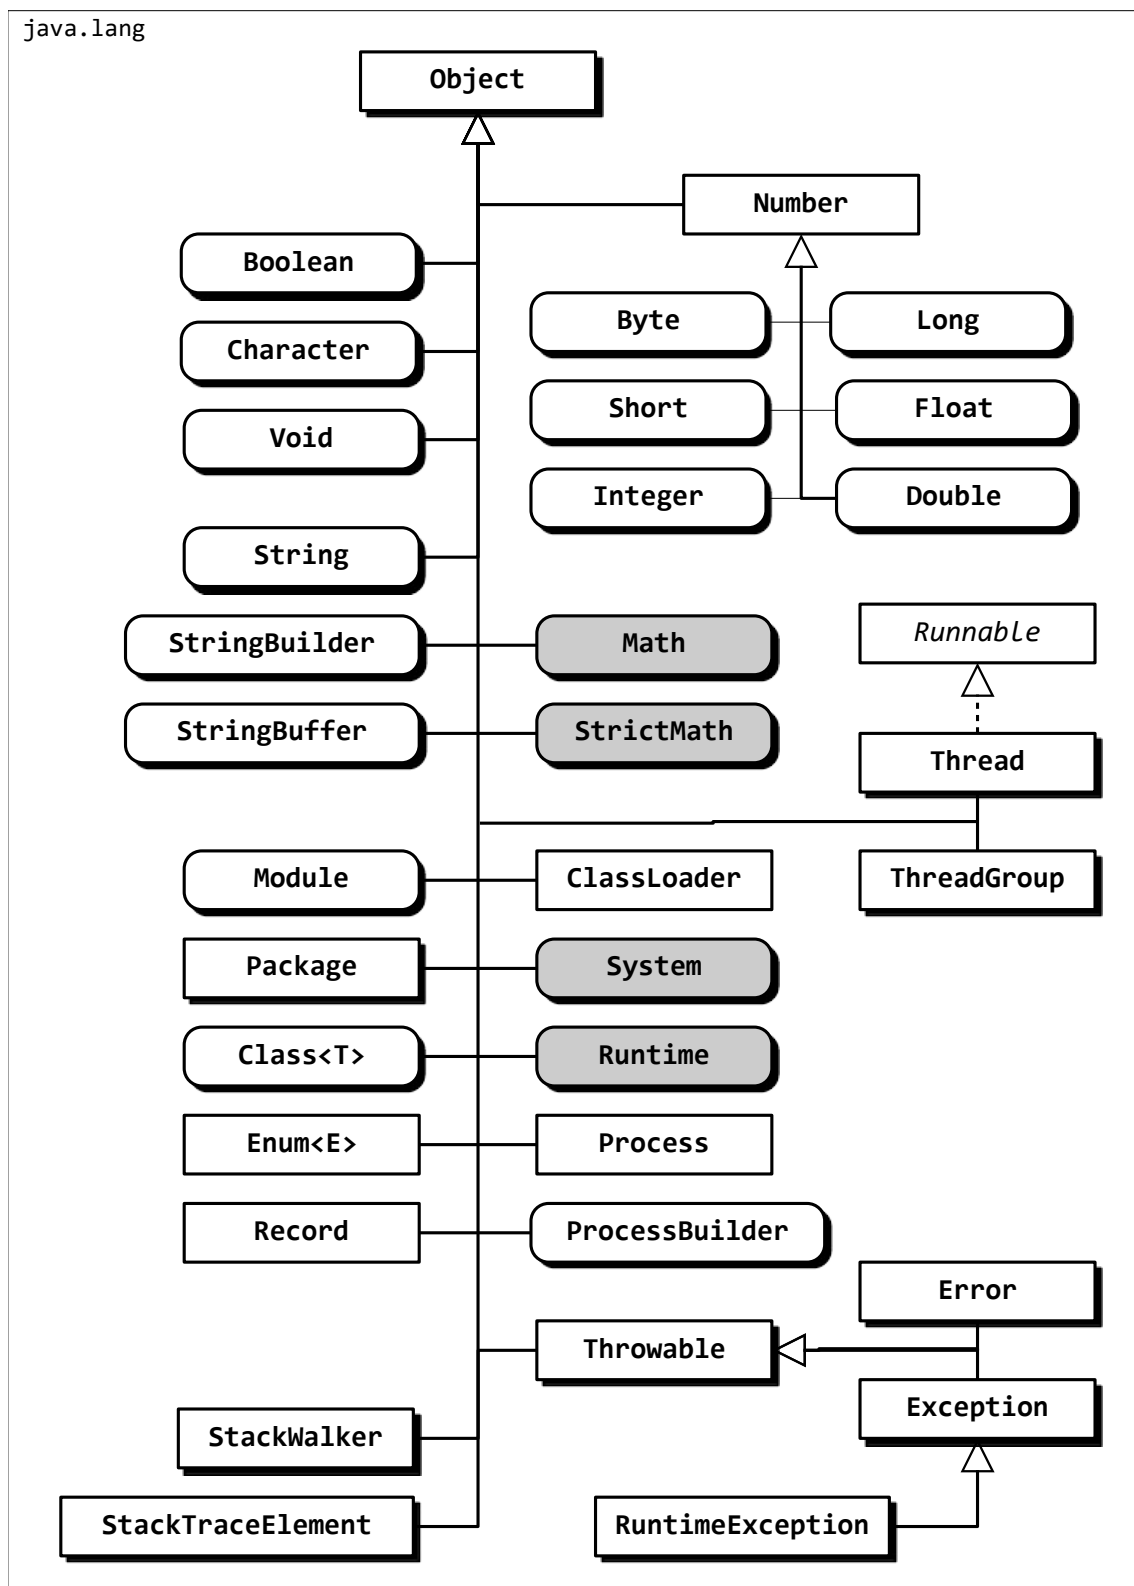 java.lang
Object
Number
Boolean
Byte
Long
Character
Short
Float
Void
Integer
Double
String
StringBuilder
Math
Runnable
StringBuffer
StrictMath
Thread
Module
ClassLoader
ThreadGroup
Package
System
Class<T>
Runtime
Enum<E>
Process
Record
ProcessBuilder
Error
Throwable
Exception
StackWalker
StackTraceElement
RuntimeException